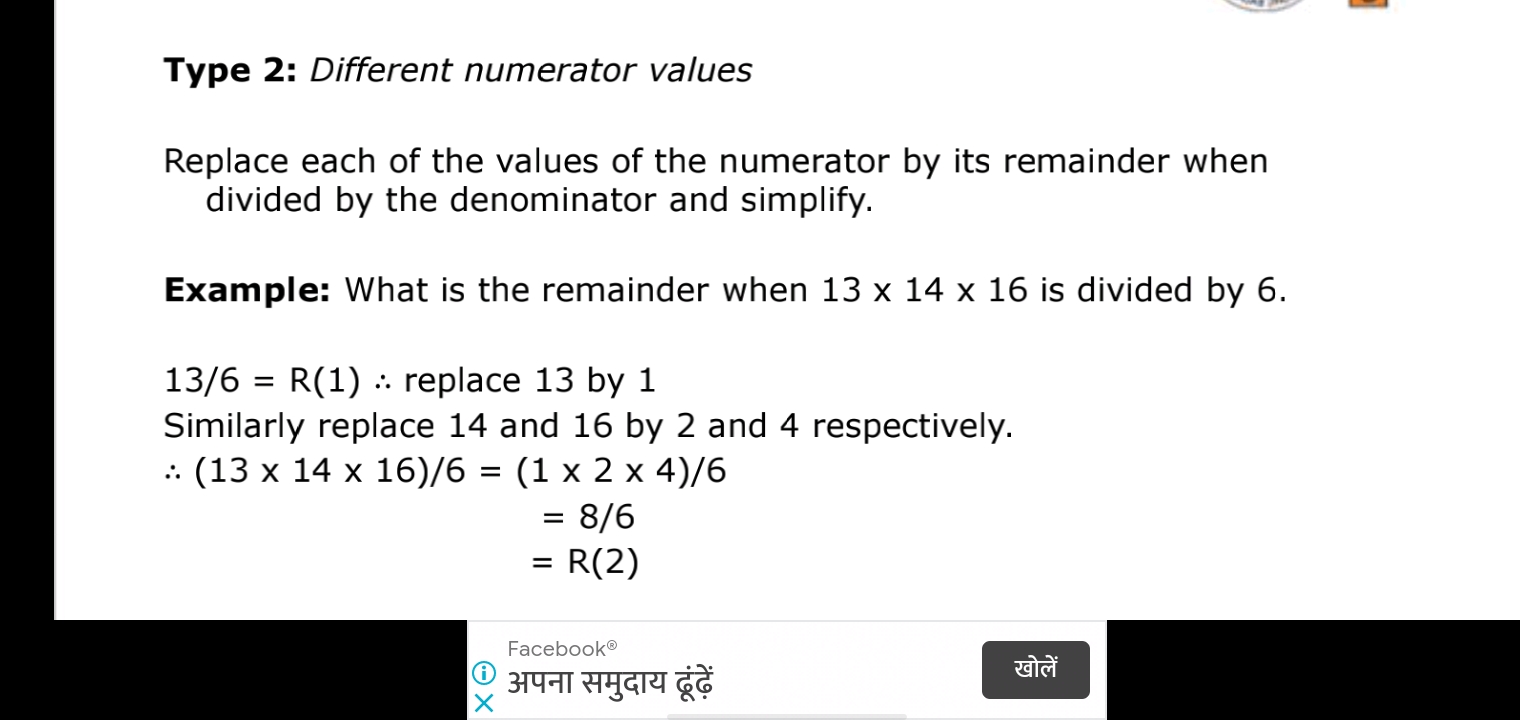 Type 2: Different numerator values
Replace each of the values of the numerator by its remainder when
divided by the denominator and simplify.
Example: What is the remainder when 13 x 14 x 16 is divided by 6.
13/6 = R(1) ∴ replace 13 by 1
Similarly replace 14 and 16 by 2 and 4 respectively.
∴ (13 x 14 x 16)/6 = (1 x 2 x 4)/6
= 8/6
= R(2)
Facebook®
अपना समुदाय ढूंढ़ें
खोलें